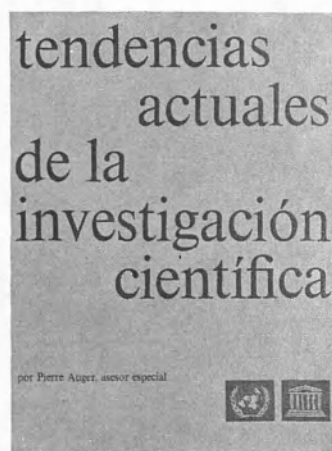 tendencias
actuales
de la
investigación
científica
por Pierre Auger, asesor especial